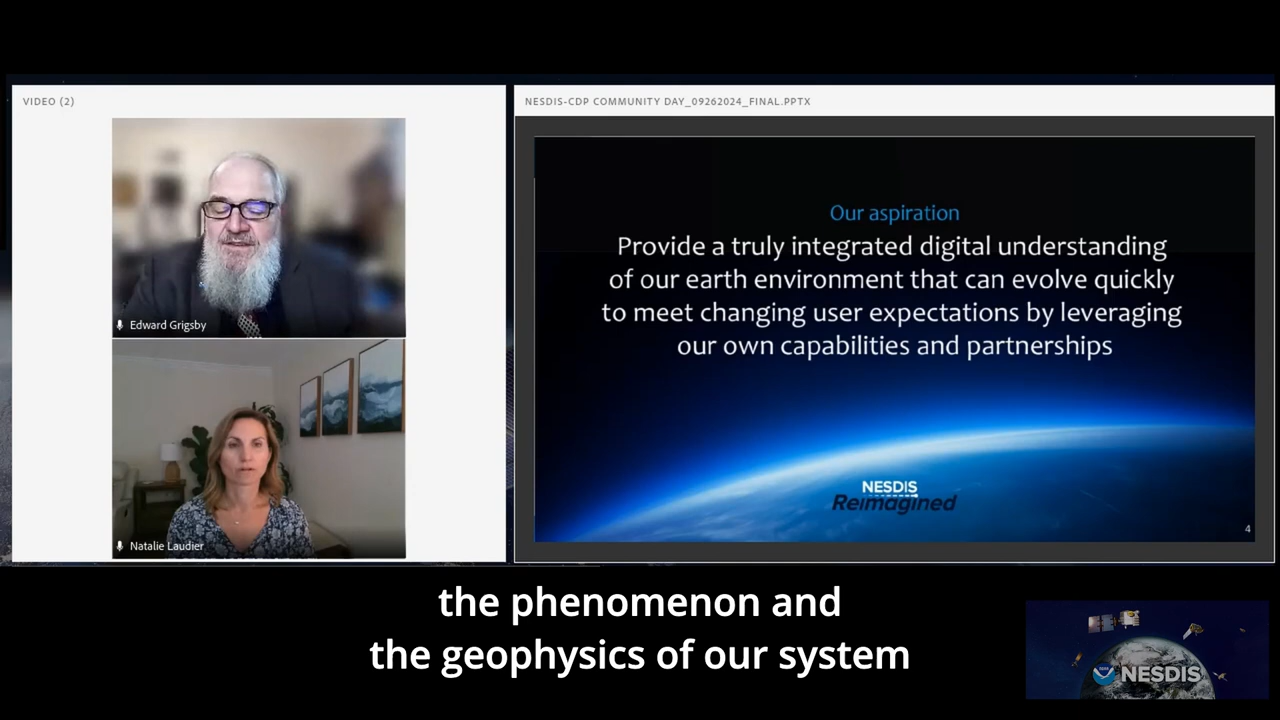 VIDEO (2)
Edward Grigsby
Natalie Laudier
NESDIS-CDP COMMUNITY DAY_09262024_FINAL.PPTX
Our aspiration
Provide a truly integrated digital understanding
of our earth environment that can evolve quickly
to meet changing user expectations by leveraging
our own capabilities and partnerships
NESDIS
Reimagined
4
the phenomenon and
the geophysics of our system
NESDIS